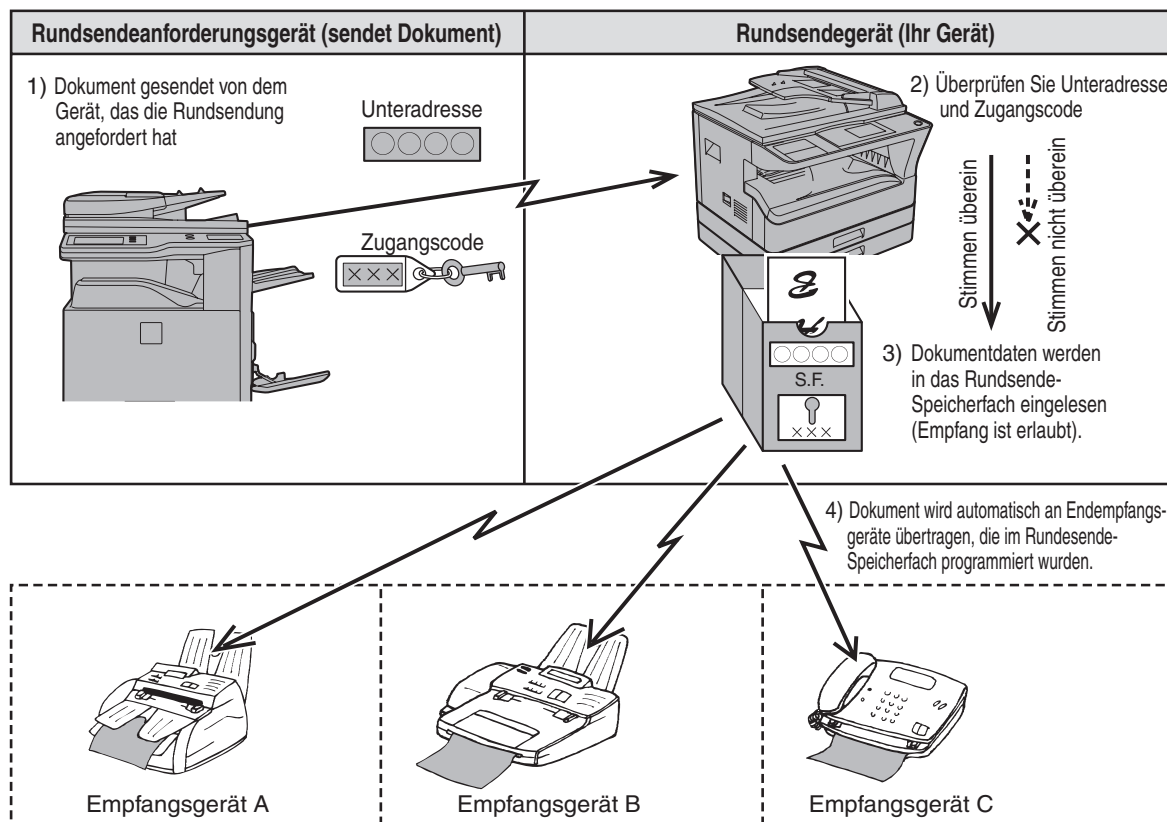 Rundsendeanforderungsgerät (sendet Dokument)
Rundsendegerät (Ihr Gerät)
1) Dokument gesendet von dem
Gerät, das die Rundsendung
angefordert hat
Unteradresse
Zugangscode
×××
2) Überprüfen Sie Unteradresse
und Zugangscode
Stimmen überein
Stimmen nicht überein
S.F.
×××
3) Dokumentdaten werden
in das Rundsende-
Speicherfach eingelesen
(Empfang ist erlaubt).
4) Dokument wird automatisch an Endempfangs-
geräte übertragen, die im Rundesende-
Speicherfach programmiert wurden.
Empfangsgerät A
Empfangsgerät B
Empfangsgerät C